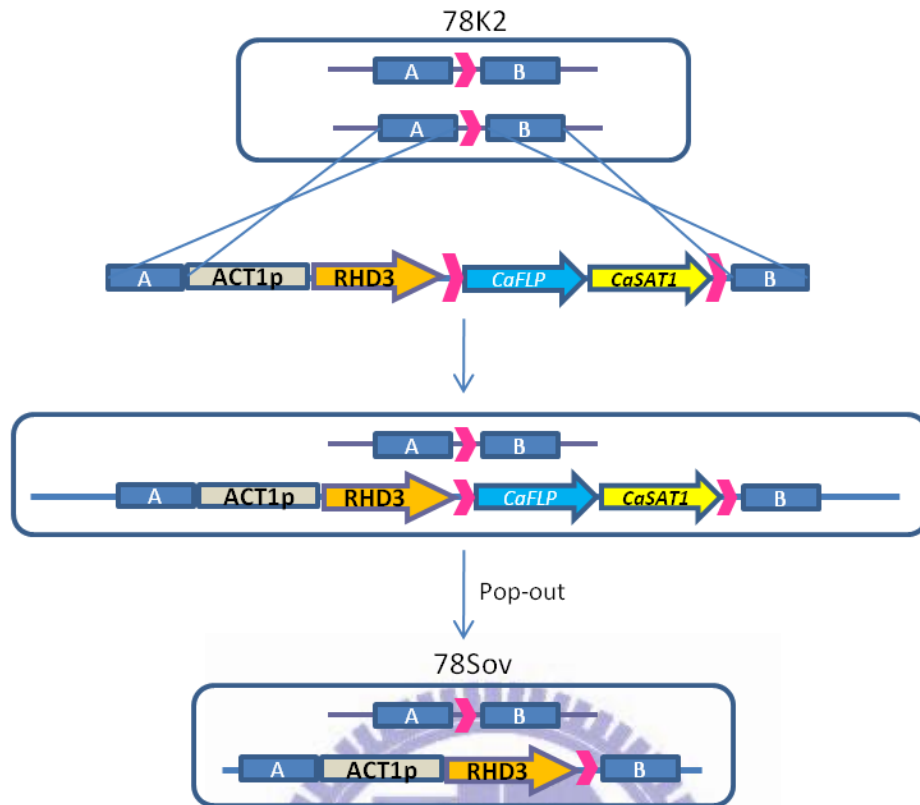 78K2
A B
A B
A ACT1p RHD3 CaFLP CaSAT1 B
A B
A ACT1p RHD3 CaFLP CaSAT1 B
Pop-out
78Sov
A B
A ACT1p RHD3 B